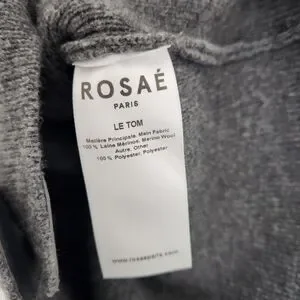 ROSAÉ
PARIS
LE TOM
Matière Principale, Main Fabric
100 % Laine Mérinos, Merino Wool
Autre, Other
100 % Polyester, Polyester